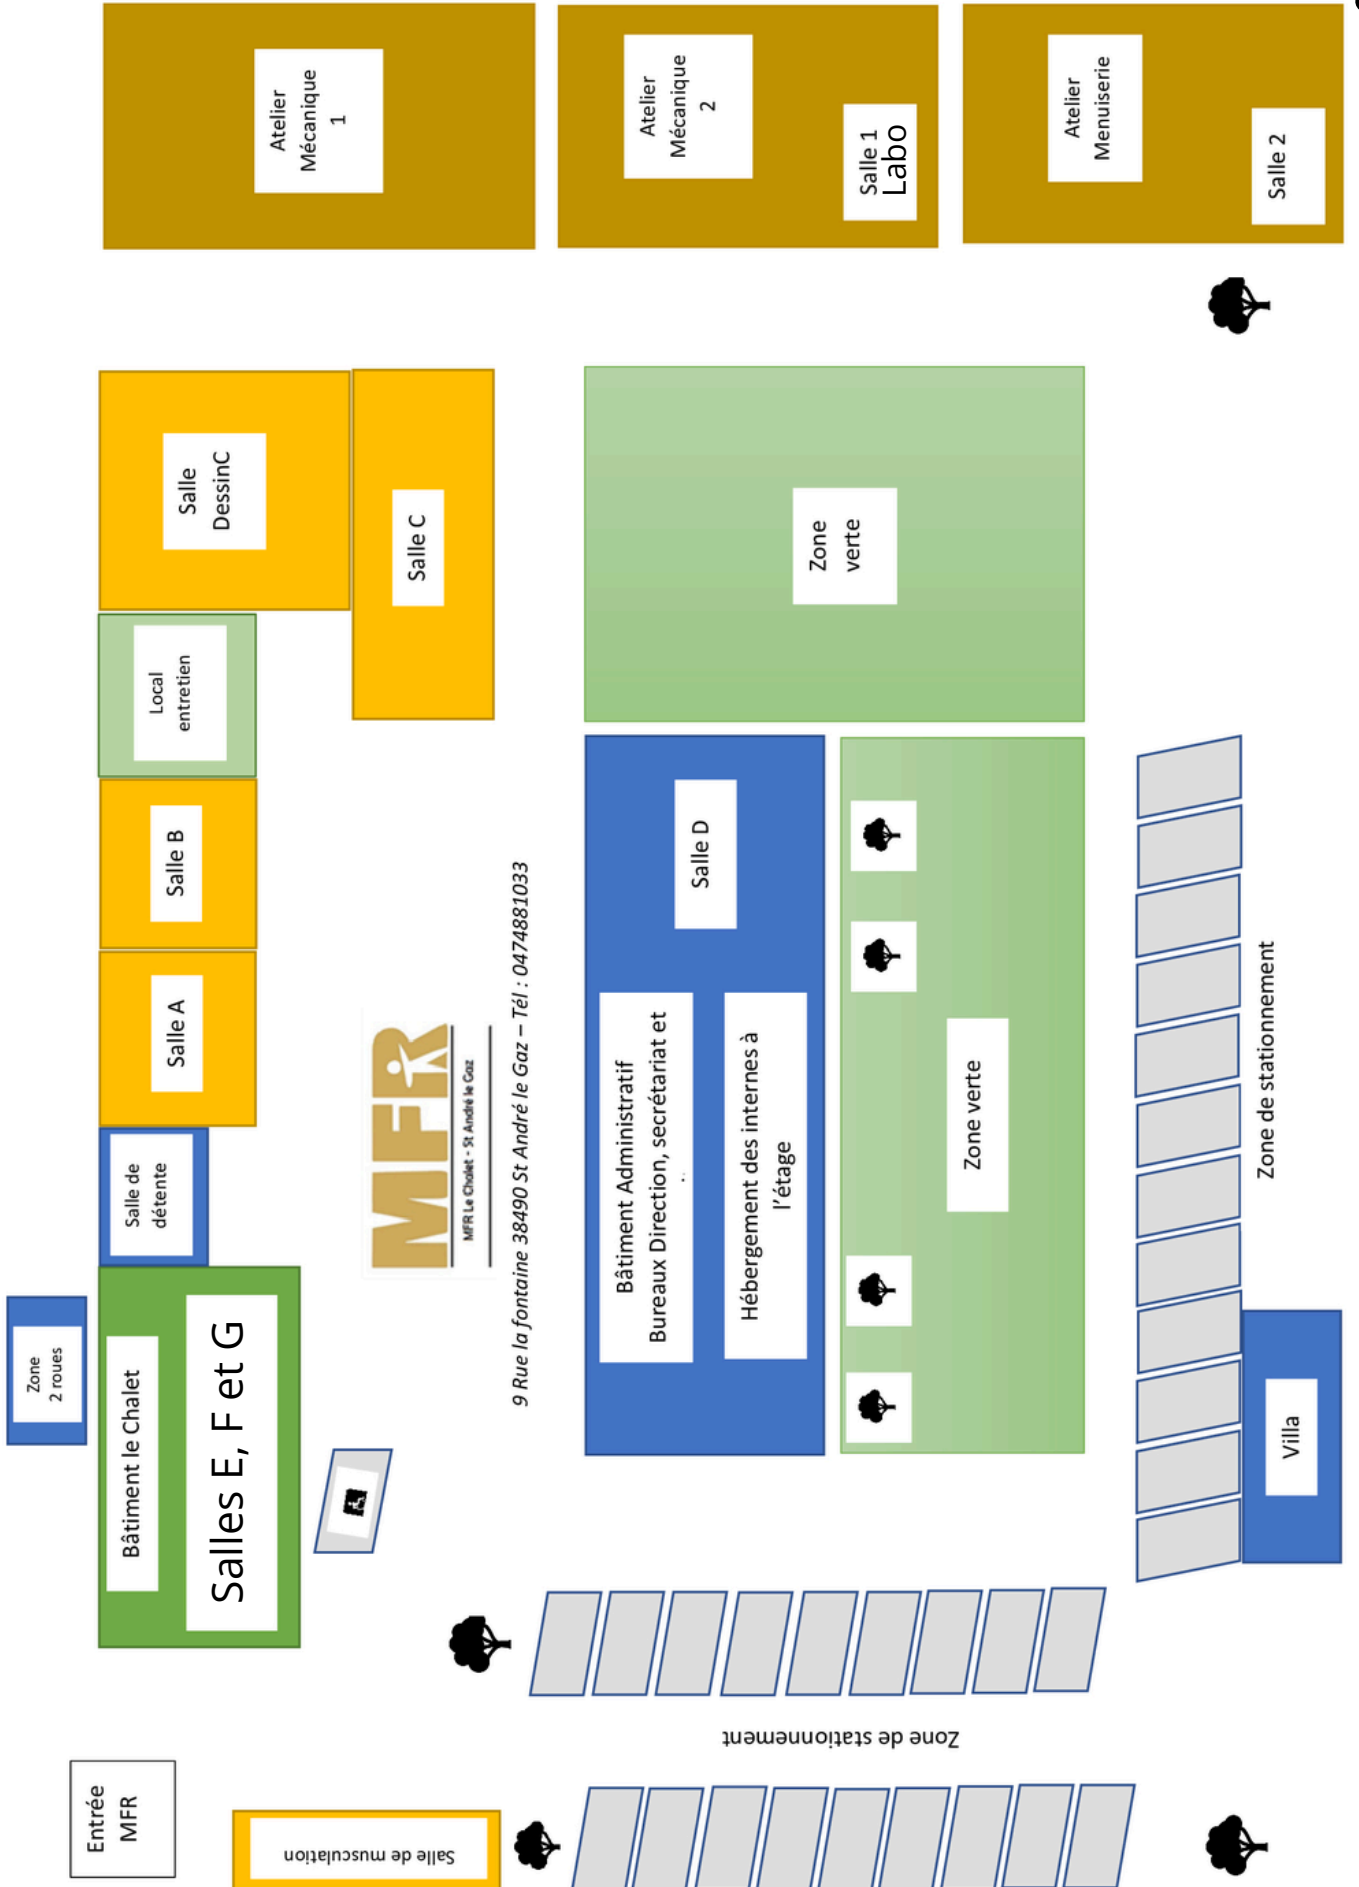 Entrée
MFR
Salle de musculation
Zone
2 roues
Bâtiment le Chalet
Salles E, F et G
Salle de
détente
Salle A
Salle B
Local
entretien
Salle
DessinC
Salle C
Atelier
Mécanique
1
MFR
MFR Le Chalet - St André le Gaz
9 Rue la fontaine 38490 St André le Gaz – Tél : 0474881033
Bâtiment Administratif
Bureaux Direction, secrétariat et
Hébergement des internes à
l'étage
Salle D
Zone
verte
Zone verte
Atelier
Mécanique
2
Salle 1
Labo
Atelier
Menuiserie
Salle 2
Zone de stationnement
Zone de stationnement
Villa